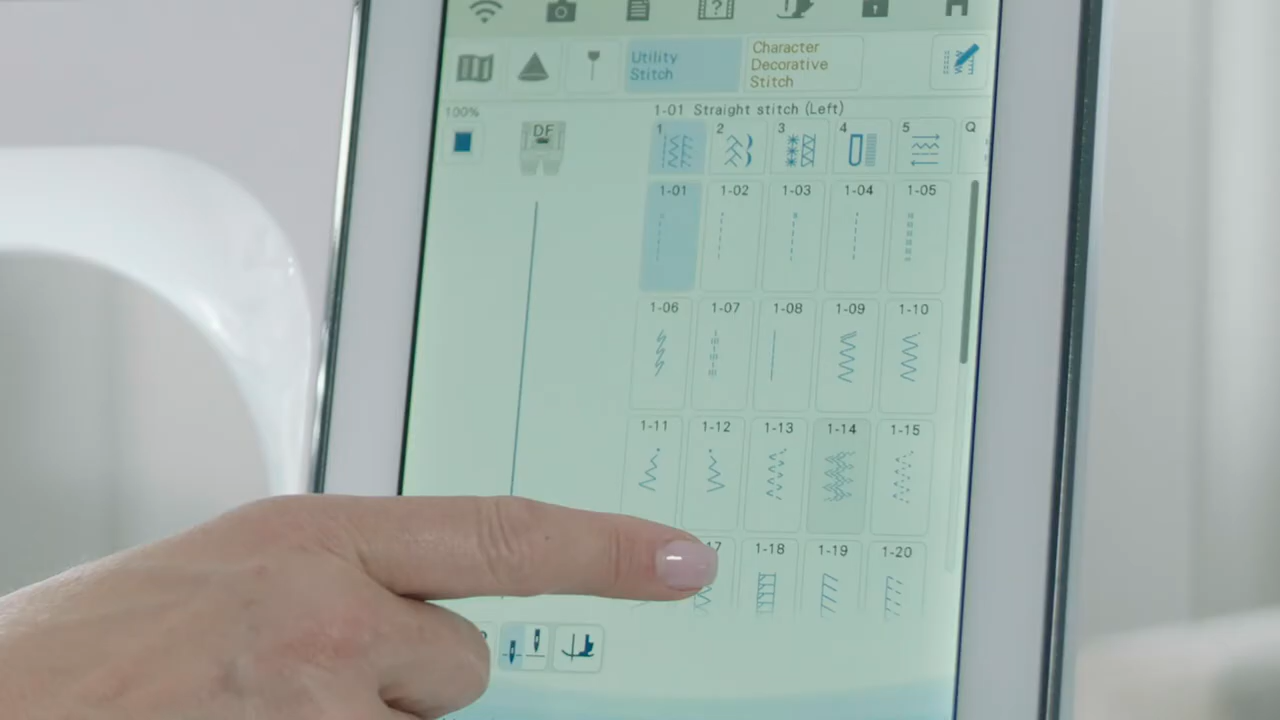 Utility
Stitch
Character
Decorative
Stitch
100%
1-01 Straight stitch (Left)
DF
1 2 3 4 5 Q
1-01 1-02 1-03 1-04 1-05
1-06 1-07 1-08 1-09 1-10
1-11 1-12 1-13 1-14 1-15
17 1-18 1-19 1-20